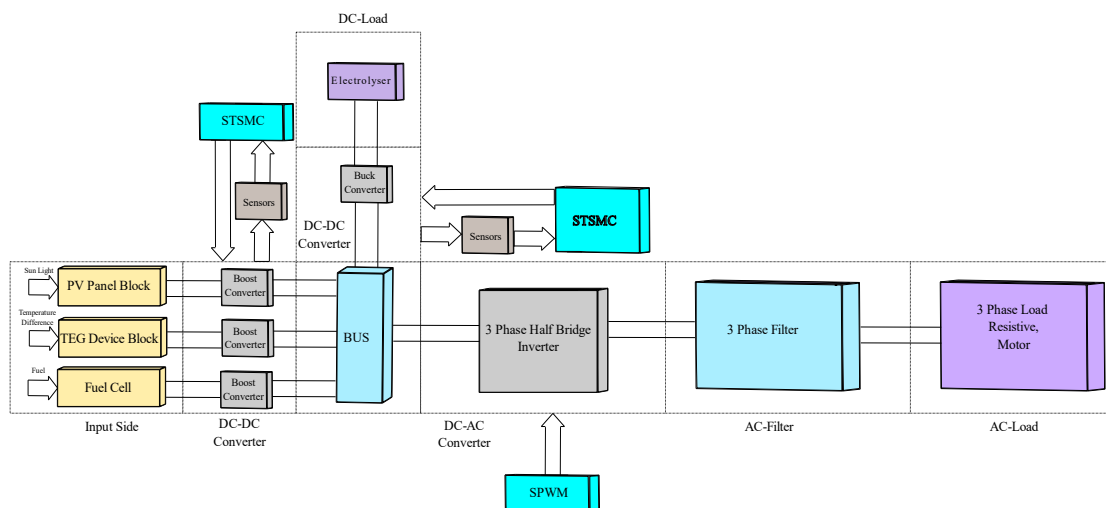 DC-Load
Electrolyser
STSMC
Buck
Converter
Sensors
STSMC
DC-DC
Converter
Sensors
Sun Light
PV Panel Block
Boost
Converter
Temperature
Difference
TEG Device Block
Boost
Converter
BUS
3 Phase Half Bridge
Inverter
3 Phase Filter
3 Phase Load
Resistive,
Motor
Fuel
Fuel Cell
Boost
Converter
Input Side
DC-DC
Converter
DC-AC
Converter
AC-Filter
AC-Load
SPWM